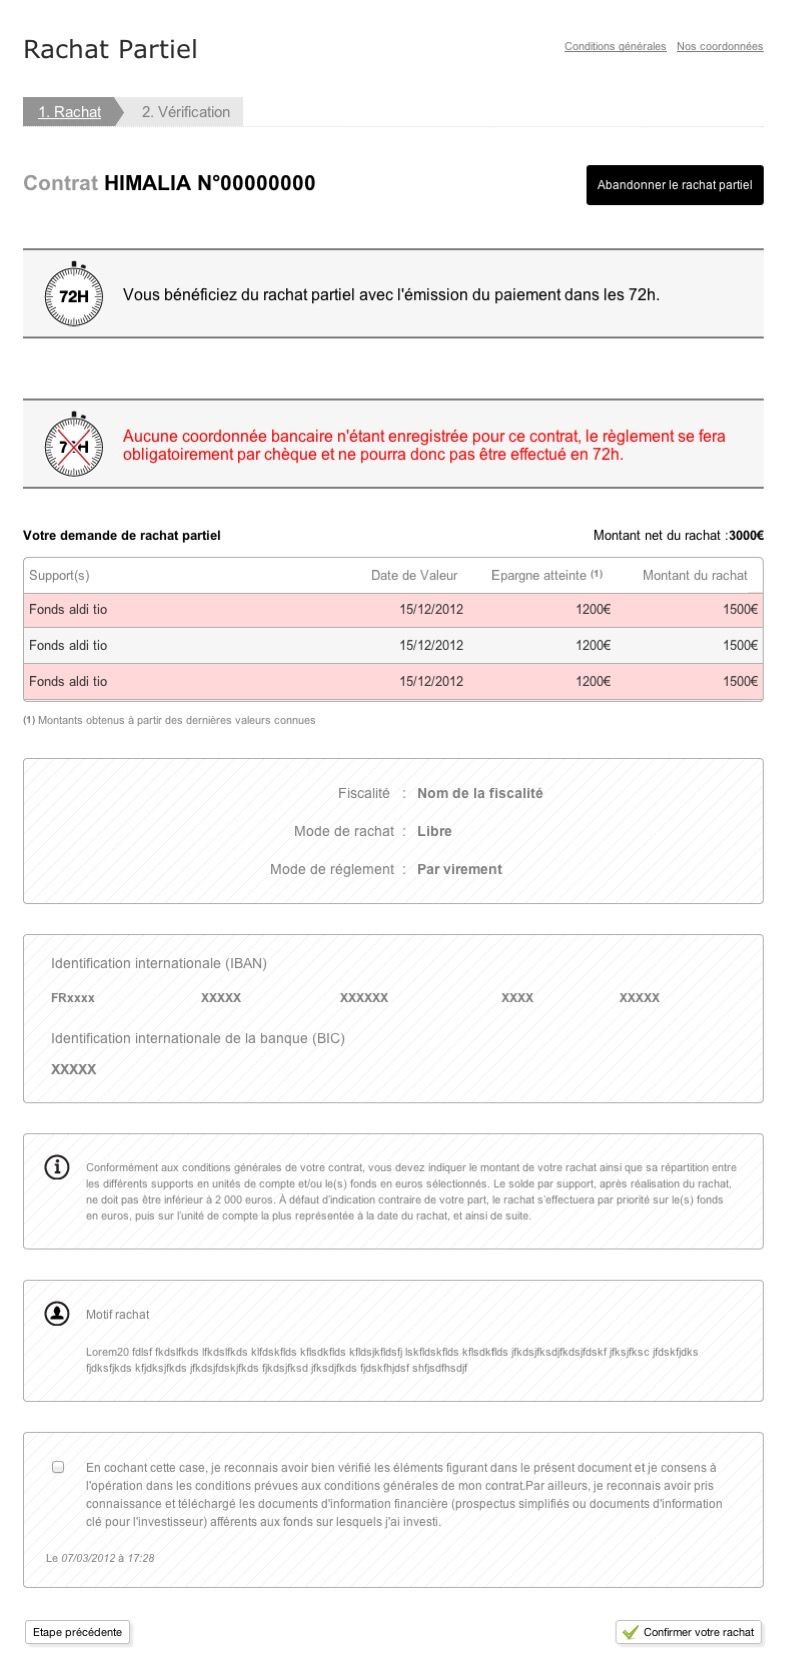 Rachat Partiel
Conditions générales Nos coordonnées
1. Rachat 2. Vérification
Contrat HIMALIA N°00000000
Abandonner le rachat partiel
72H
Vous bénéficiez du rachat partiel avec l'émission du paiement dans les 72h.
Aucune coordonnée bancaire n'étant enregistrée pour ce contrat, le règlement se fera
obligatoirement par chèque et ne pourra donc pas être effectué en 72h.
Votre demande de rachat partiel Montant net du rachat :3000€
Support(s) Date de Valeur Epargne atteinte (1) Montant du rachat
Fonds aldi tio 15/12/2012 1200€ 1500€
Fonds aldi tio 15/12/2012 1200€ 1500€
Fonds aldi tio 15/12/2012 1200€ 1500€
(1) Montants obtenus à partir des dernières valeurs connues
Fiscalité : Nom de la fiscalité
Mode de rachat : Libre
Mode de réglement : Par virement
Identification internationale (IBAN)
FRxxxx XXXXX XXXXXX XXXX XXXXX
Identification internationale de la banque (BIC)
XXXXX
Conformément aux conditions générales de votre contrat, vous devez indiquer le montant de votre rachat ainsi que sa répartition entre
les différents supports en unités de compte et/ou le(s) fonds en euros sélectionnés. Le solde par support, après réalisation du rachat,
ne doit pas être inférieur à 2 000 euros. À défaut d'indication contraire de votre part, le rachat s'effectuera par priorité sur le(s) fonds
en euros, puis sur l'unité de compte la plus représentée à la date du rachat, et ainsi de suite.
Motif rachat
Lorem20 fdlsf fkdslfkds lfkdslfkds klfdskflds kflsdkflds kfldsjkfldsfj lskfldskflds kflsdkflds jfkdsjfksdjfkdsjfdskf jfksjfksc jfdskfjdks
fjdksfjkds kfjdksjfkds jfkdsjfdskjfkds fjkdsjfksd jfksdjfkds fjdskfhjdsf shfjsdfhsdjf
En cochant cette case, je reconnais avoir bien vérifié les éléments figurant dans le présent document et je consens à
l'opération dans les conditions prévues aux conditions générales de mon contrat.Par ailleurs, je reconnais avoir pris
connaissance et téléchargé les documents d'information financière (prospectus simplifiés ou documents d'information
clé pour l'investisseur) afférents aux fonds sur lesquels j'ai investi.
Le 07/03/2012 à 17:28
Etape précédente Confirmer votre rachat